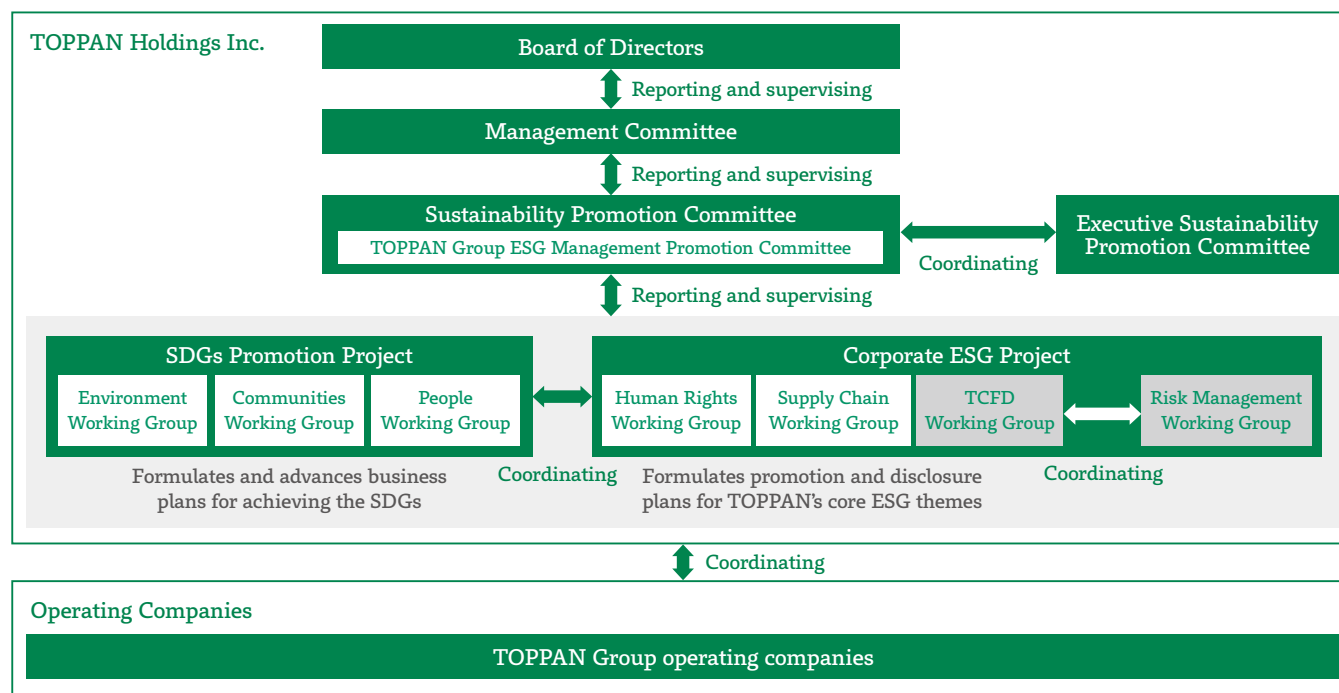 TOPPAN Holdings Inc.
Board of Directors
Reporting and supervising
Management Committee
Reporting and supervising
Sustainability Promotion Committee
TOPPAN Group ESG Management Promotion Committee
Coordinating
Executive Sustainability
Promotion Committee
Reporting and supervising
SDGs Promotion Project
Environment
Working Group
Communities
Working Group
People
Working Group
Formulates and advances business
plans for achieving the SDGs
Coordinating
Corporate ESG Project
Human Rights
Working Group
Supply Chain
Working Group
TCFD
Working Group
Risk Management
Working Group
Formulates promotion and disclosure
plans for TOPPAN’s core ESG themes
Coordinating
Coordinating
Operating Companies
TOPPAN Group operating companies